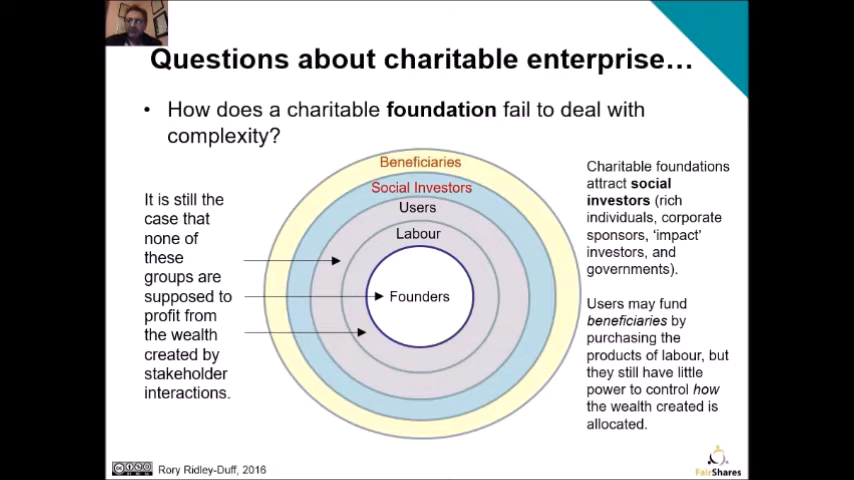 Questions about charitable enterprise...
• How does a charitable foundation fail to deal with
complexity?
It is still the
case that
none of
these
groups are
supposed to
profit from
the wealth
created by
stakeholder
interactions.
Beneficiaries
Social Investors
Users
Labour
Founders
Charitable foundations
attract social
investors (rich
individuals, corporate
sponsors, ‘impact’
investors, and
governments).
Users may fund
beneficiaries by
purchasing the
products of labour, but
they still have little
power to control how
the wealth created is
allocated.
Rory Ridley-Duff, 2016
FairShares